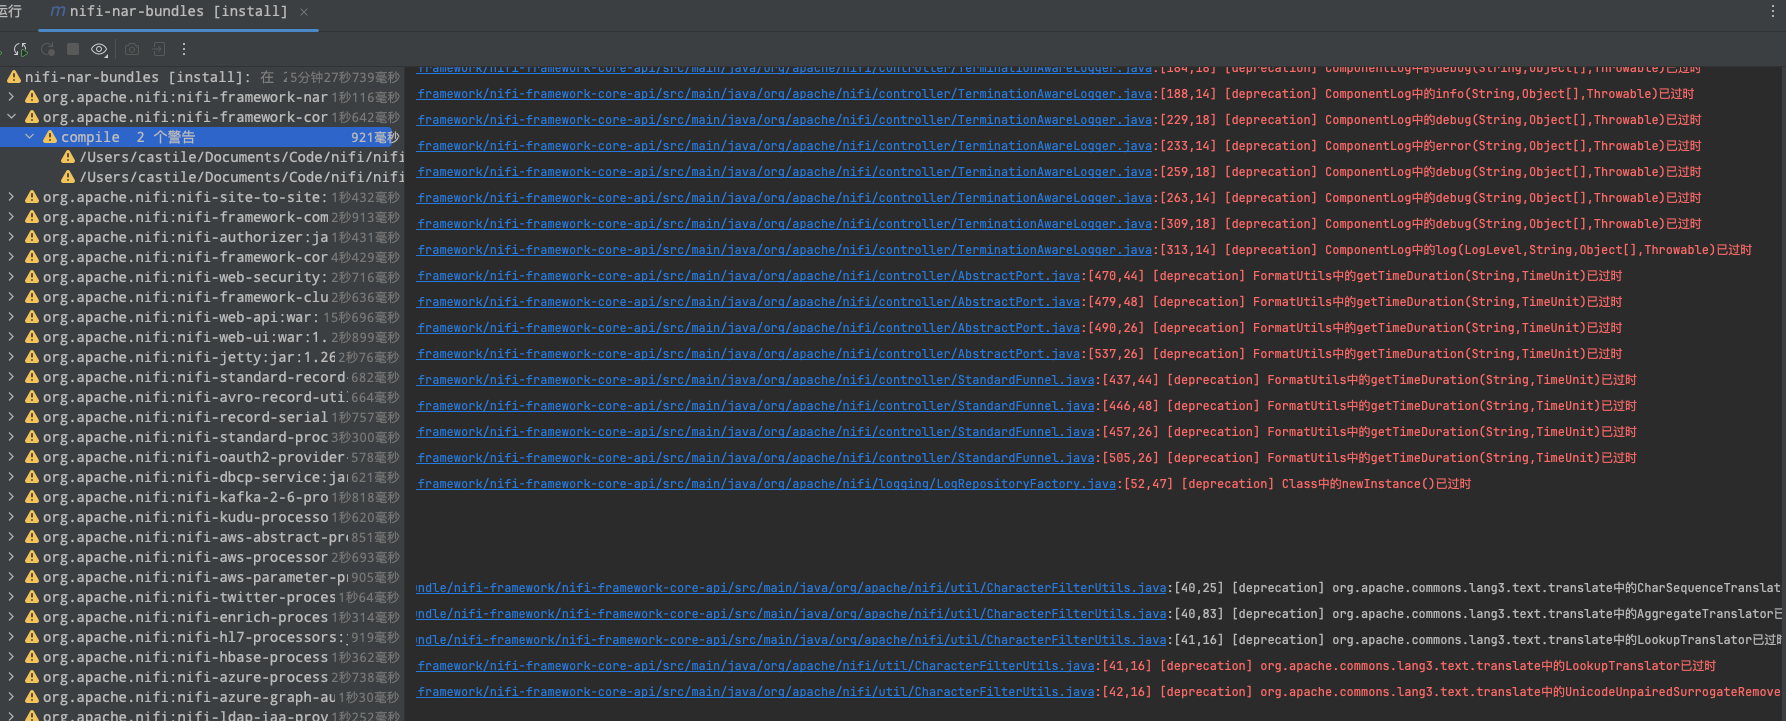 运行
nifi-nar-bundles [install] ×
nifi-nar-bundles [install]: 在 25分钟27秒739毫秒
org.apache.nifi:nifi-framework-nar 1秒116毫秒
org.apache.nifi:nifi-framework-cor 1秒642毫秒
compile 2 个警告 921毫秒
/Users/castile/Documents/Code/nifi/nifi
/Users/castile/Documents/Code/nifi/nifi
org.apache.nifi:nifi-site-to-site: 1秒432毫秒
org.apache.nifi:nifi-framework-com 2秒913毫秒
org.apache.nifi:nifi-authorizer:ja 1秒431毫秒
org.apache.nifi:nifi-framework-cor 4秒429毫秒
org.apache.nifi:nifi-web-security: 2秒716毫秒
org.apache.nifi:nifi-framework-clu 2秒636毫秒
org.apache.nifi:nifi-web-api:war: 15秒696毫秒
org.apache.nifi:nifi-web-ui:war:1. 2秒899毫秒
org.apache.nifi:nifi-jetty:jar:1.26 2秒76毫秒
org.apache.nifi:nifi-standard-record- 682毫秒
org.apache.nifi:nifi-avro-record-uti 664毫秒
org.apache.nifi:nifi-record-serial 1秒757毫秒
org.apache.nifi:nifi-standard-proc 3秒300毫秒
org.apache.nifi:nifi-oauth2-provider- 578毫秒
org.apache.nifi:nifi-dbcp-service:jar 621毫秒
org.apache.nifi:nifi-kafka-2-6-pro 1秒818毫秒
org.apache.nifi:nifi-kudu-processo 1秒620毫秒
org.apache.nifi:nifi-aws-abstract-pr 851毫秒
org.apache.nifi:nifi-aws-processor 2秒693毫秒
org.apache.nifi:nifi-aws-parameter-p 905毫秒
org.apache.nifi:nifi-twitter-proces 1秒64毫秒
org.apache.nifi:nifi-enrich-proces 1秒314毫秒
org.apache.nifi:nifi-hl7-processors: 919毫秒
org.apache.nifi:nifi-hbase-process 1秒362毫秒
org.apache.nifi:nifi-azure-process 2秒738毫秒
org.apache.nifi:nifi-azure-graph-au 1秒30毫秒
org.apache.nifi:nifi-ldap-iaa-prov 1秒252毫秒
framework/nifi-framework-core-api/src/main/java/org/apache/nifi/controller/TerminationAwareLogger.java:[184,18] [deprecation] ComponentLog中的debug(String,Object[],Throwable)已过时
framework/nifi-framework-core-api/src/main/java/org/apache/nifi/controller/TerminationAwareLogger.java:[188,14] [deprecation] ComponentLog中的info(String,Object[],Throwable)已过时
framework/nifi-framework-core-api/src/main/java/org/apache/nifi/controller/TerminationAwareLogger.java:[229,18] [deprecation] ComponentLog中的debug(String,Object[],Throwable)已过时
framework/nifi-framework-core-api/src/main/java/org/apache/nifi/controller/TerminationAwareLogger.java:[233,14] [deprecation] ComponentLog中的error(String,Object[],Throwable)已过时
framework/nifi-framework-core-api/src/main/java/org/apache/nifi/controller/TerminationAwareLogger.java:[259,18] [deprecation] ComponentLog中的debug(String,Object[],Throwable)已过时
framework/nifi-framework-core-api/src/main/java/org/apache/nifi/controller/TerminationAwareLogger.java:[263,14] [deprecation] ComponentLog中的debug(String,Object[],Throwable)已过时
framework/nifi-framework-core-api/src/main/java/org/apache/nifi/controller/TerminationAwareLogger.java:[309,18] [deprecation] ComponentLog中的debug(String,Object[],Throwable)已过时
framework/nifi-framework-core-api/src/main/java/org/apache/nifi/controller/TerminationAwareLogger.java:[313,14] [deprecation] ComponentLog中的log(LogLevel,String,Object[],Throwable)已过时
framework/nifi-framework-core-api/src/main/java/org/apache/nifi/controller/AbstractPort.java:[470,44] [deprecation] FormatUtils中的getTimeDuration(String,TimeUnit)已过时
framework/nifi-framework-core-api/src/main/java/org/apache/nifi/controller/AbstractPort.java:[479,48] [deprecation] FormatUtils中的getTimeDuration(String,TimeUnit)已过时
framework/nifi-framework-core-api/src/main/java/org/apache/nifi/controller/AbstractPort.java:[490,26] [deprecation] FormatUtils中的getTimeDuration(String,TimeUnit)已过时
framework/nifi-framework-core-api/src/main/java/org/apache/nifi/controller/AbstractPort.java:[537,26] [deprecation] FormatUtils中的getTimeDuration(String,TimeUnit)已过时
framework/nifi-framework-core-api/src/main/java/org/apache/nifi/controller/StandardFunnel.java:[437,44] [deprecation] FormatUtils中的getTimeDuration(String,TimeUnit)已过时
framework/nifi-framework-core-api/src/main/java/org/apache/nifi/controller/StandardFunnel.java:[446,48] [deprecation] FormatUtils中的getTimeDuration(String,TimeUnit)已过时
framework/nifi-framework-core-api/src/main/java/org/apache/nifi/controller/StandardFunnel.java:[457,26] [deprecation] FormatUtils中的getTimeDuration(String,TimeUnit)已过时
framework/nifi-framework-core-api/src/main/java/org/apache/nifi/controller/StandardFunnel.java:[505,26] [deprecation] FormatUtils中的getTimeDuration(String,TimeUnit)已过时
framework/nifi-framework-core-api/src/main/java/org/apache/nifi/logging/LogRepositoryFactory.java:[52,47] [deprecation] Class中的newInstance()已过时
undle/nifi-framework/nifi-framework-core-api/src/main/java/org/apache/nifi/util/CharacterFilterUtils.java:[40,25] [deprecation] org.apache.commons.lang3.text.translate中的CharSequenceTranslat
undle/nifi-framework/nifi-framework-core-api/src/main/java/org/apache/nifi/util/CharacterFilterUtils.java:[40,83] [deprecation] org.apache.commons.lang3.text.translate中的AggregateTranslator已
undle/nifi-framework/nifi-framework-core-api/src/main/java/org/apache/nifi/util/CharacterFilterUtils.java:[41,16] [deprecation] org.apache.commons.lang3.text.translate中的LookupTranslator已过时
framework/nifi-framework-core-api/src/main/java/org/apache/nifi/util/CharacterFilterUtils.java:[41,16] [deprecation] org.apache.commons.lang3.text.translate中的LookupTranslator已过时
framework/nifi-framework-core-api/src/main/java/org/apache/nifi/util/CharacterFilterUtils.java:[42,16] [deprecation] org.apache.commons.lang3.text.translate中的UnicodeUnpairedSurrogateRemove